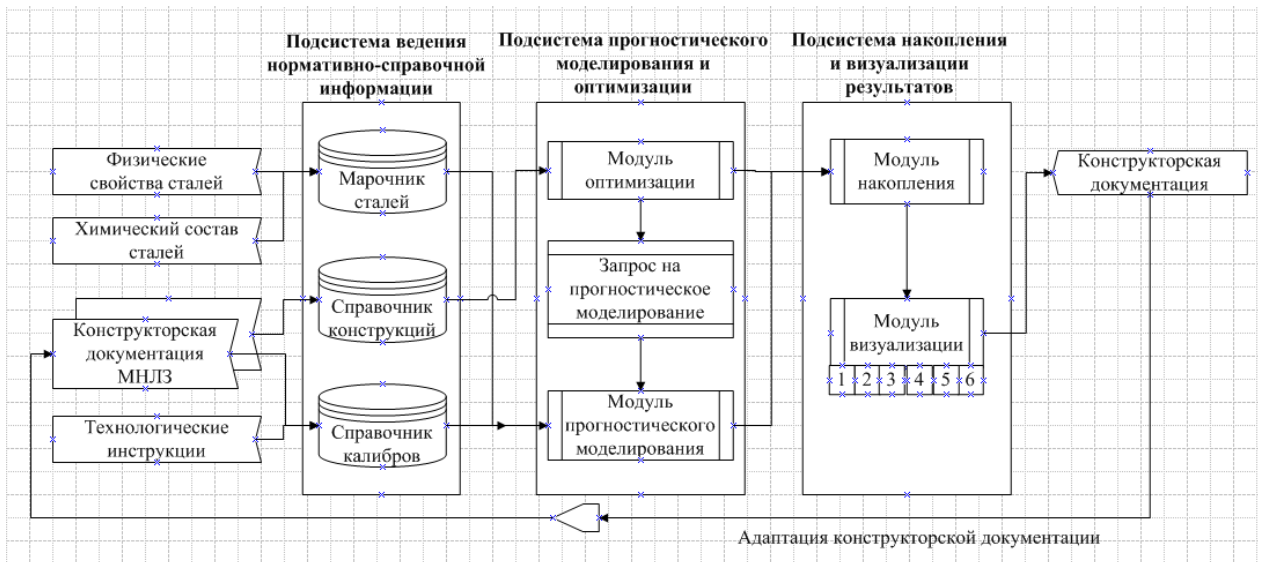 Подсистема ведения
нормативно-справочной
информации
Подсистема прогностического
моделирования и
оптимизации
Подсистема накопления
и визуализации
результатов
Физические
свойства сталей
Химический состав
сталей
Конструкторская
документация
МНЛЗ
Технологические
инструкции
Марочник
сталей
Справочник
конструкций
Справочник
калибров
Модуль
оптимизации
Запрос на
прогностическое
моделирование
Модуль
прогностического
моделирования
Модуль
накопления
Модуль
визуализации
1 2 3 4 5 6
Конструкторская
документация
Адаптация конструкторской документации